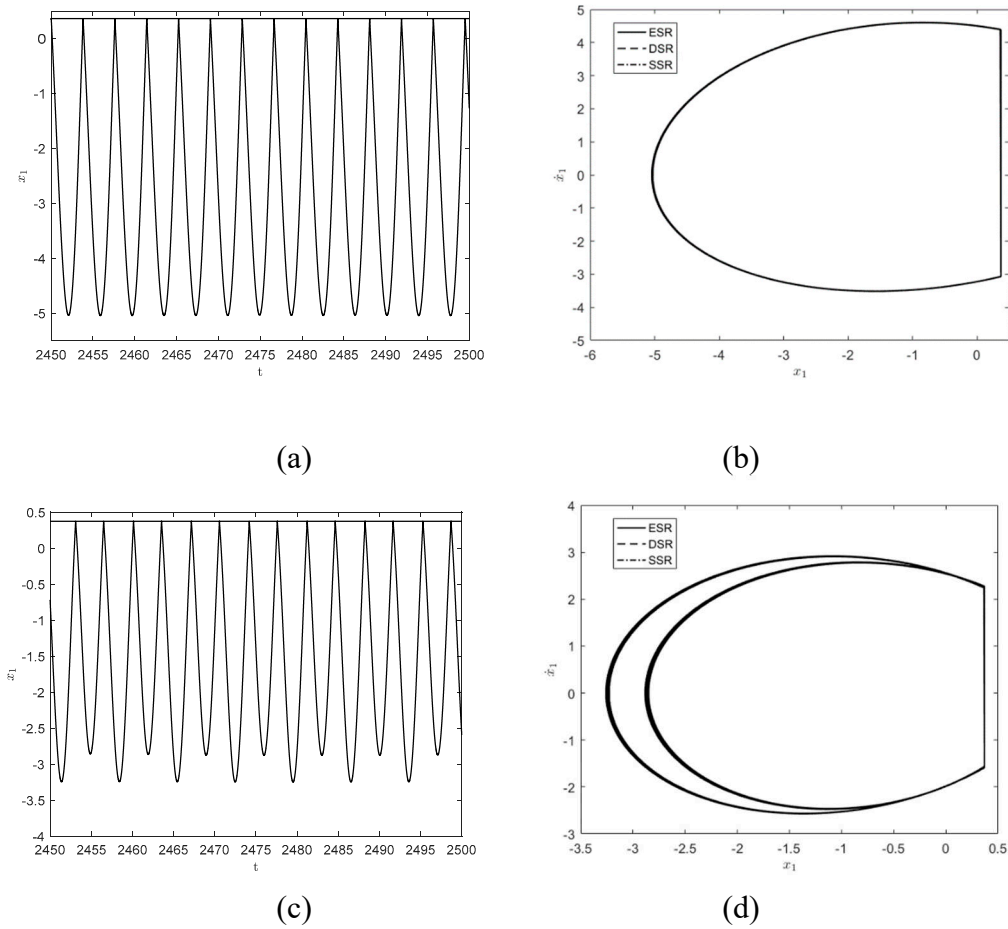 0
-1
-2
-3
-4
-5
x₁
2450 2455 2460 2465 2470 2475 2480 2485 2490 2495 2500
t
5
4
3
2
1
0
-1
-2
-3
-4
-5
ẋ₁
ESR
DSR
SSR
-6 -5 -4 -3 -2 -1 0
x₁
(a)
(b)
0.5
0
-0.5
-1
-1.5
-2
-2.5
-3
-3.5
-4
x₁
2450 2455 2460 2465 2470 2475 2480 2485 2490 2495 2500
t
4
3
2
1
0
-1
-2
-3
ẋ₁
ESR
DSR
SSR
-3.5 -3 -2.5 -2 -1.5 -1 -0.5 0 0.5
x₁
(c)
(d)